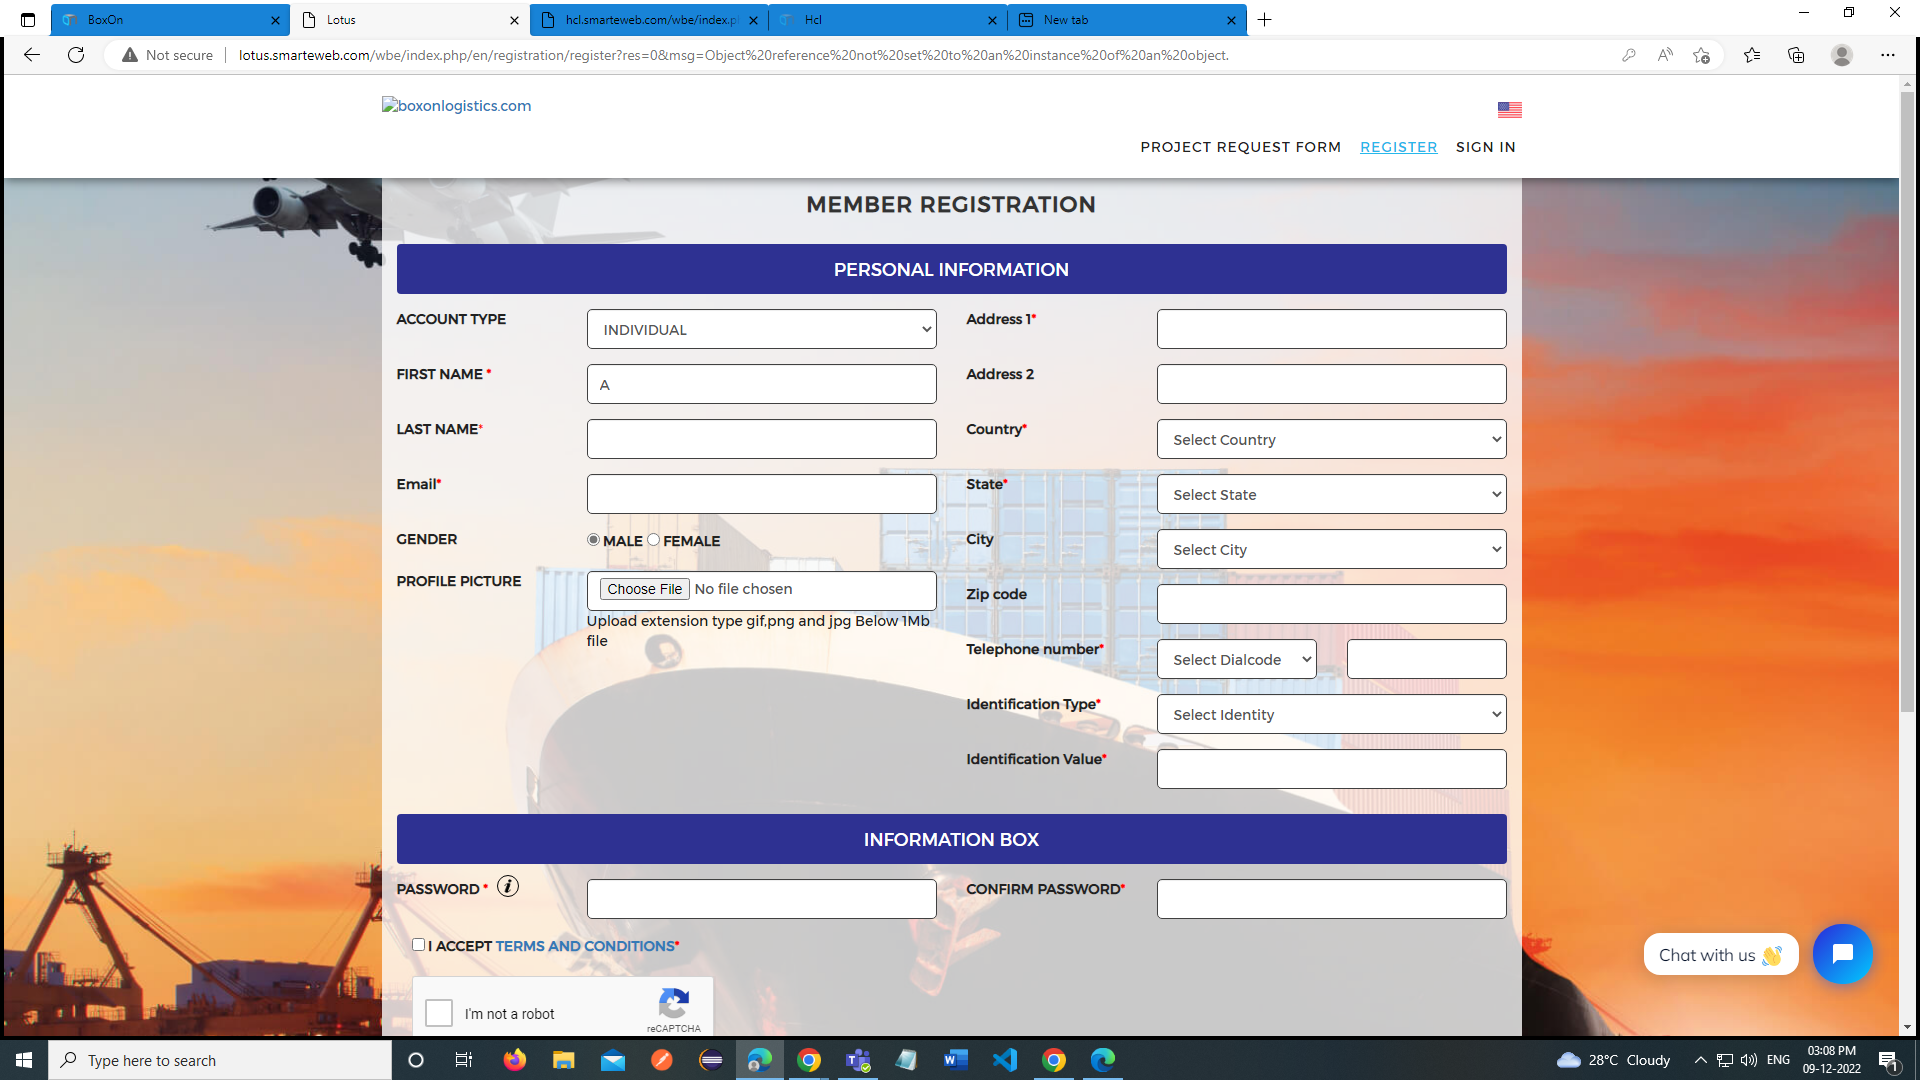 BoxOn
Lotus
hcl.smarteweb.com/wbe/index.p
Hcl
New tab
Not secure
lotus.smarteweb.com/wbe/index.php/en/registration/register?res=0&msg=Object%20reference%20not%20set%20to%20an%20instance%20of%20an%20object.
boxonlogistics.com
PROJECT REQUEST FORM REGISTER SIGN IN
MEMBER REGISTRATION
PERSONAL INFORMATION
ACCOUNT TYPE
INDIVIDUAL
FIRST NAME *
A
LAST NAME*
Email*
GENDER
MALE FEMALE
PROFILE PICTURE
Choose File No file chosen
Upload extension type gif,png and jpg Below 1Mb
file
Address 1*
Address 2
Country*
Select Country
State*
Select State
City
Select City
Zip code
Telephone number*
Select Dialcode
Identification Type*
Select Identity
Identification Value*
INFORMATION BOX
PASSWORD * i
CONFIRM PASSWORD*
I ACCEPT TERMS AND CONDITIONS*
I'm not a robot
reCAPTCHA
Chat with us
Type here to search
28°C Cloudy
ENG
03:08 PM
09-12-2022
1